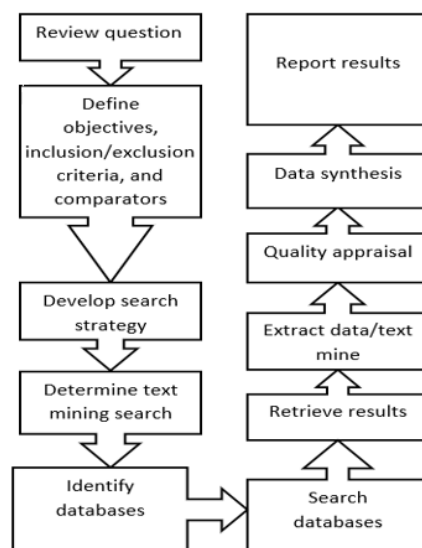 Review question
Define
objectives,
inclusion/exclusion
criteria, and
comparators
Develop search
strategy
Determine text
mining search
Identify
databases
Search
databases
Retrieve results
Extract data/text
mine
Quality appraisal
Data synthesis
Report results